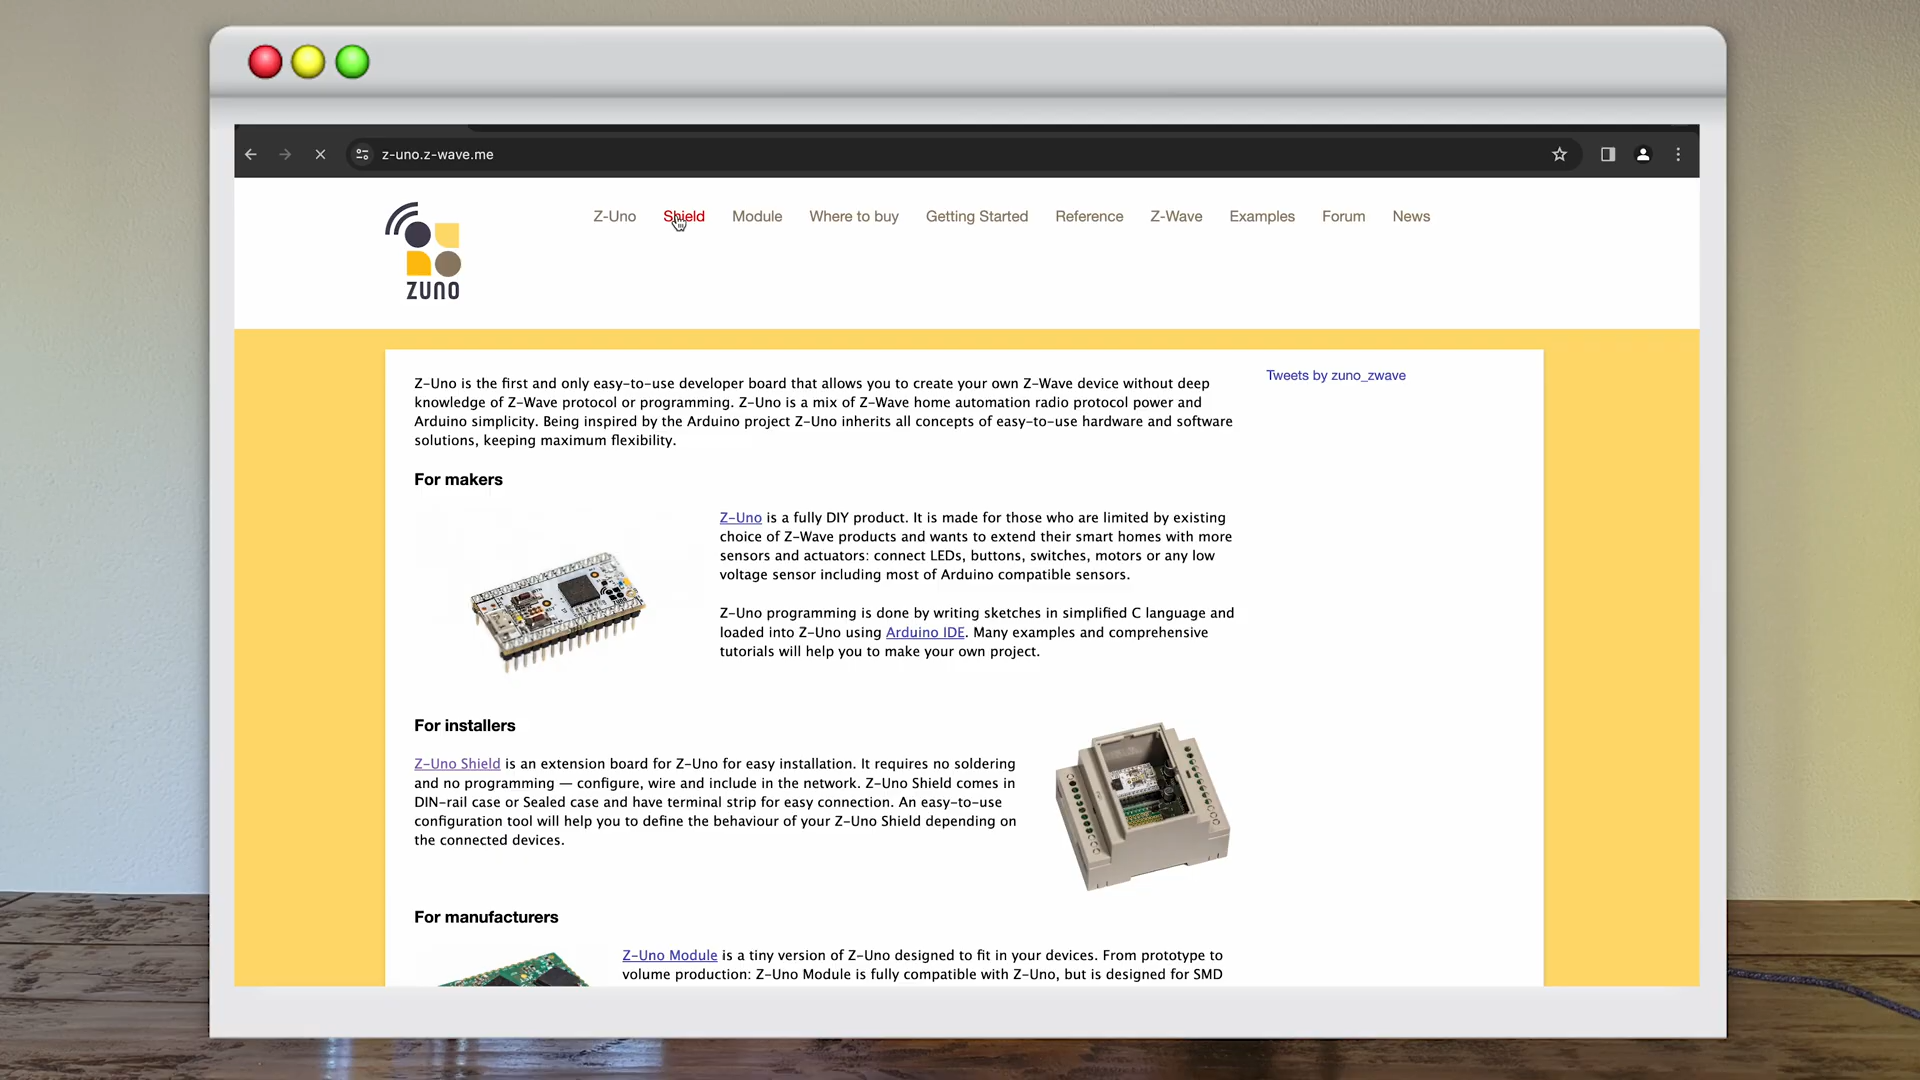 z-uno.z-wave.me
Z-Uno Shield Module Where to buy Getting Started Reference Z-Wave Examples Forum News
ZUNO
Z-Uno is the first and only easy-to-use developer board that allows you to create your own Z-Wave device without deep
knowledge of Z-Wave protocol or programming. Z-Uno is a mix of Z-Wave home automation radio protocol power and
Arduino simplicity. Being inspired by the Arduino project Z-Uno inherits all concepts of easy-to-use hardware and software
solutions, keeping maximum flexibility.
Tweets by zuno_zwave
For makers
Z-Uno is a fully DIY product. It is made for those who are limited by existing
choice of Z-Wave products and wants to extend their smart homes with more
sensors and actuators: connect LEDs, buttons, switches, motors or any low
voltage sensor including most of Arduino compatible sensors.
Z-Uno programming is done by writing sketches in simplified C language and
loaded into Z-Uno using Arduino IDE. Many examples and comprehensive
tutorials will help you to make your own project.
For installers
Z-Uno Shield is an extension board for Z-Uno for easy installation. It requires no soldering
and no programming — configure, wire and include in the network. Z-Uno Shield comes in
DIN-rail case or Sealed case and have terminal strip for easy connection. An easy-to-use
configuration tool will help you to define the behaviour of your Z-Uno Shield depending on
the connected devices.
For manufacturers
Z-Uno Module is a tiny version of Z-Uno designed to fit in your devices. From prototype to
volume production: Z-Uno Module is fully compatible with Z-Uno, but is designed for SMD